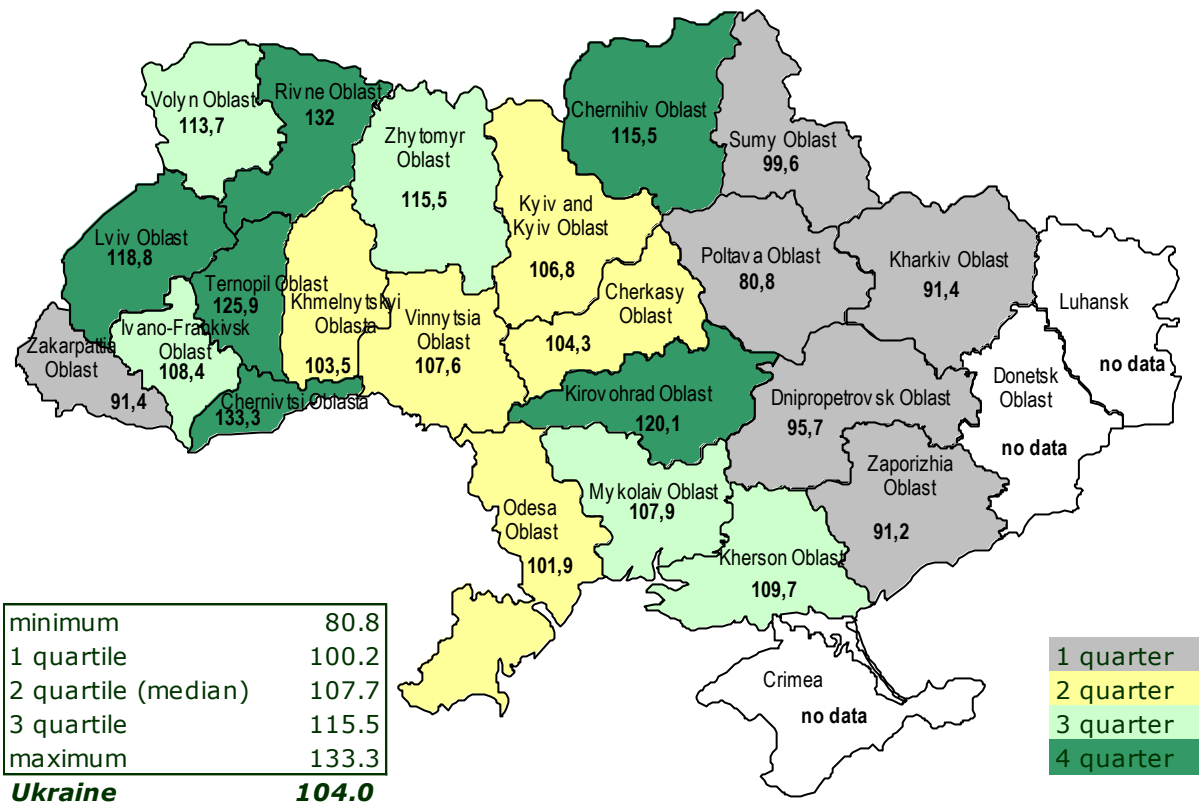 Volyn Oblast
113,7
Rivne Oblast
132
Zhytomyr
Oblast
115,5
Chernihiv Oblast
115,5
Sumy Oblast
99,6
Kyiv and
Kyiv Oblast
106,8
Lviv Oblast
118,8
Ternopil Oblast
125,9
Khmelnytskyi
Oblasta
103,5
Vinnytsia
Oblast
107,6
Cherkasy
Oblast
104,3
Poltava Oblast
80,8
Kharkiv Oblast
91,4
Luhansk
no data
Zakarpattia
Oblast
91,4
Ivano-Frankivsk
Oblast
108,4
Chernivtsi Oblasta
133,3
Kirovohrad Oblast
120,1
Dnipropetrovsk Oblast
95,7
Donetsk
Oblast
no data
Zaporizhia
Oblast
91,2
Odesa
Oblast
101,9
Mykolaiv Oblast
107,9
Kherson Oblast
109,7
Crimea
no data
minimum 80.8
1 quartile 100.2
2 quartile (median) 107.7
3 quartile 115.5
maximum 133.3
Ukraine 104.0
1 quarter
2 quarter
3 quarter
4 quarter